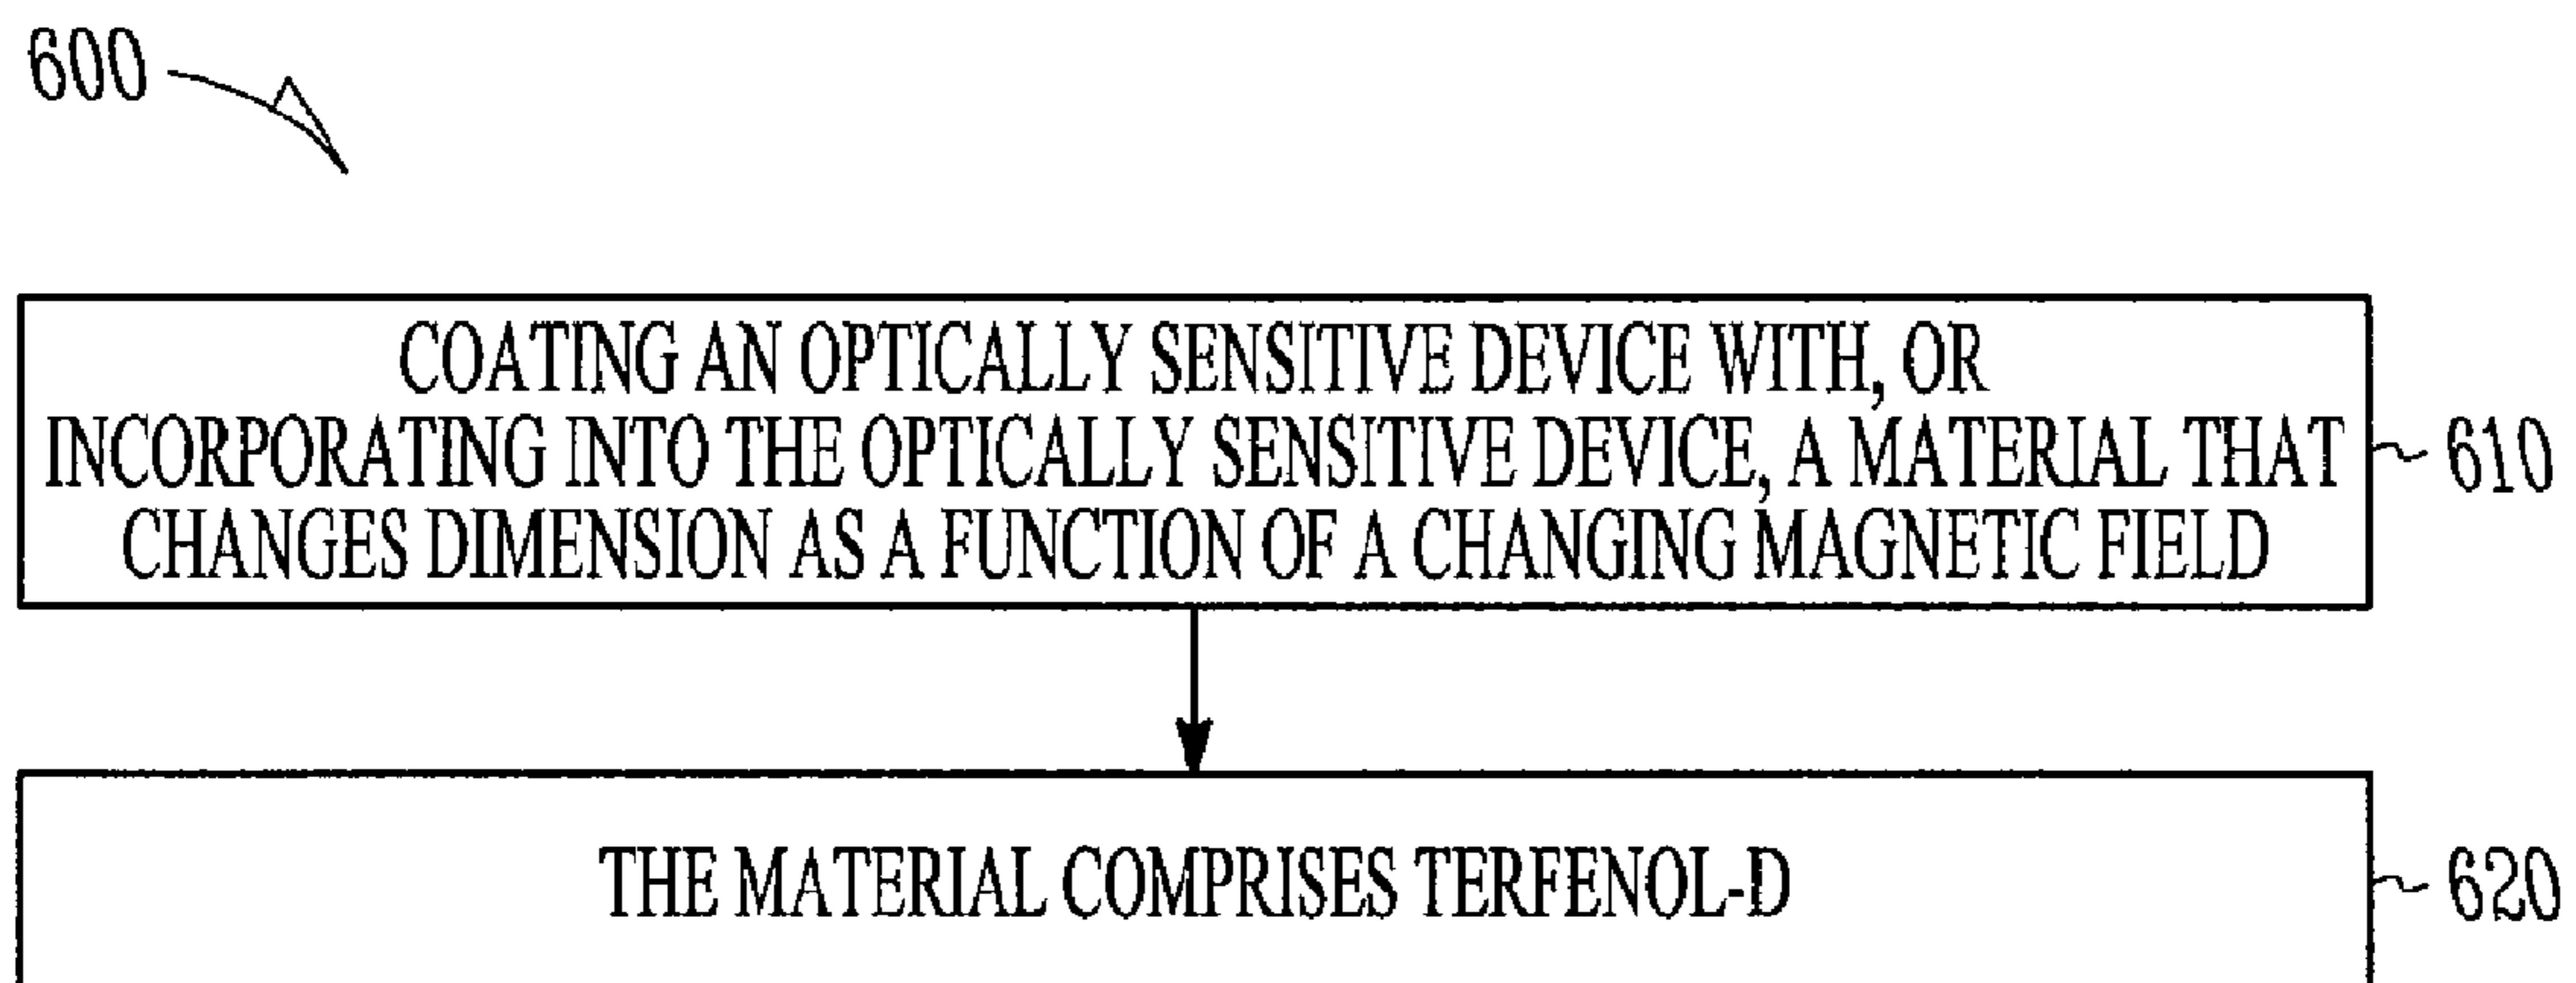 600
COATING AN OPTICALLY SENSITIVE DEVICE WITH, OR
INCORPORATING INTO THE OPTICALLY SENSITIVE DEVICE, A MATERIAL THAT
CHANGES DIMENSION AS A FUNCTION OF A CHANGING MAGNETIC FIELD
610
THE MATERIAL COMPRISES TERFENOL-D
620